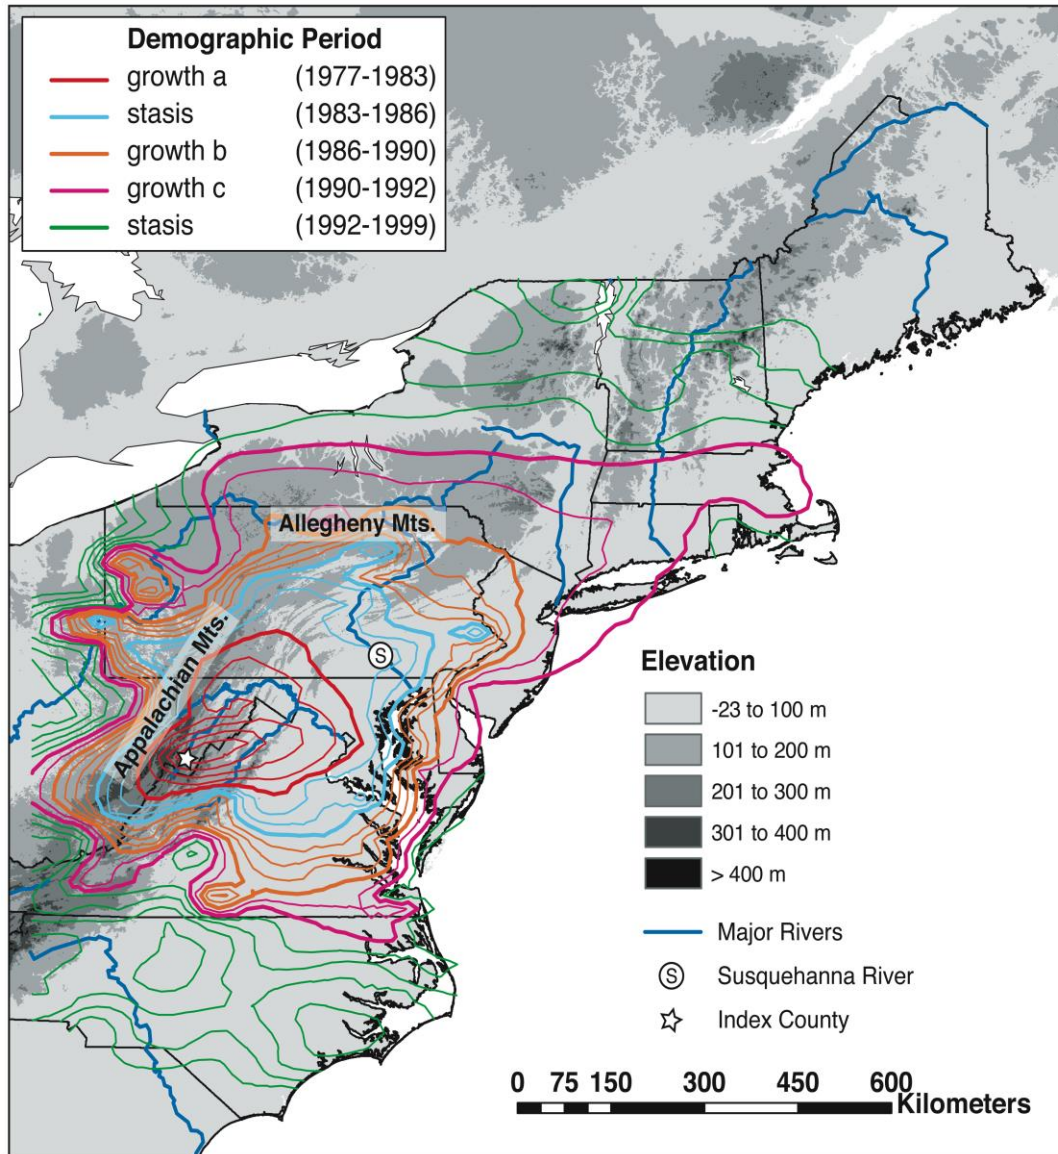 Demographic Period
growth a (1977-1983)
stasis (1983-1986)
growth b (1986-1990)
growth c (1990-1992)
stasis (1992-1999)
Allegheny Mts.
Appalachian Mts.
S
Elevation
-23 to 100 m
101 to 200 m
201 to 300 m
301 to 400 m
> 400 m
Major Rivers
S Susquehanna River
Index County
0 75 150 300 450 600
Kilometers